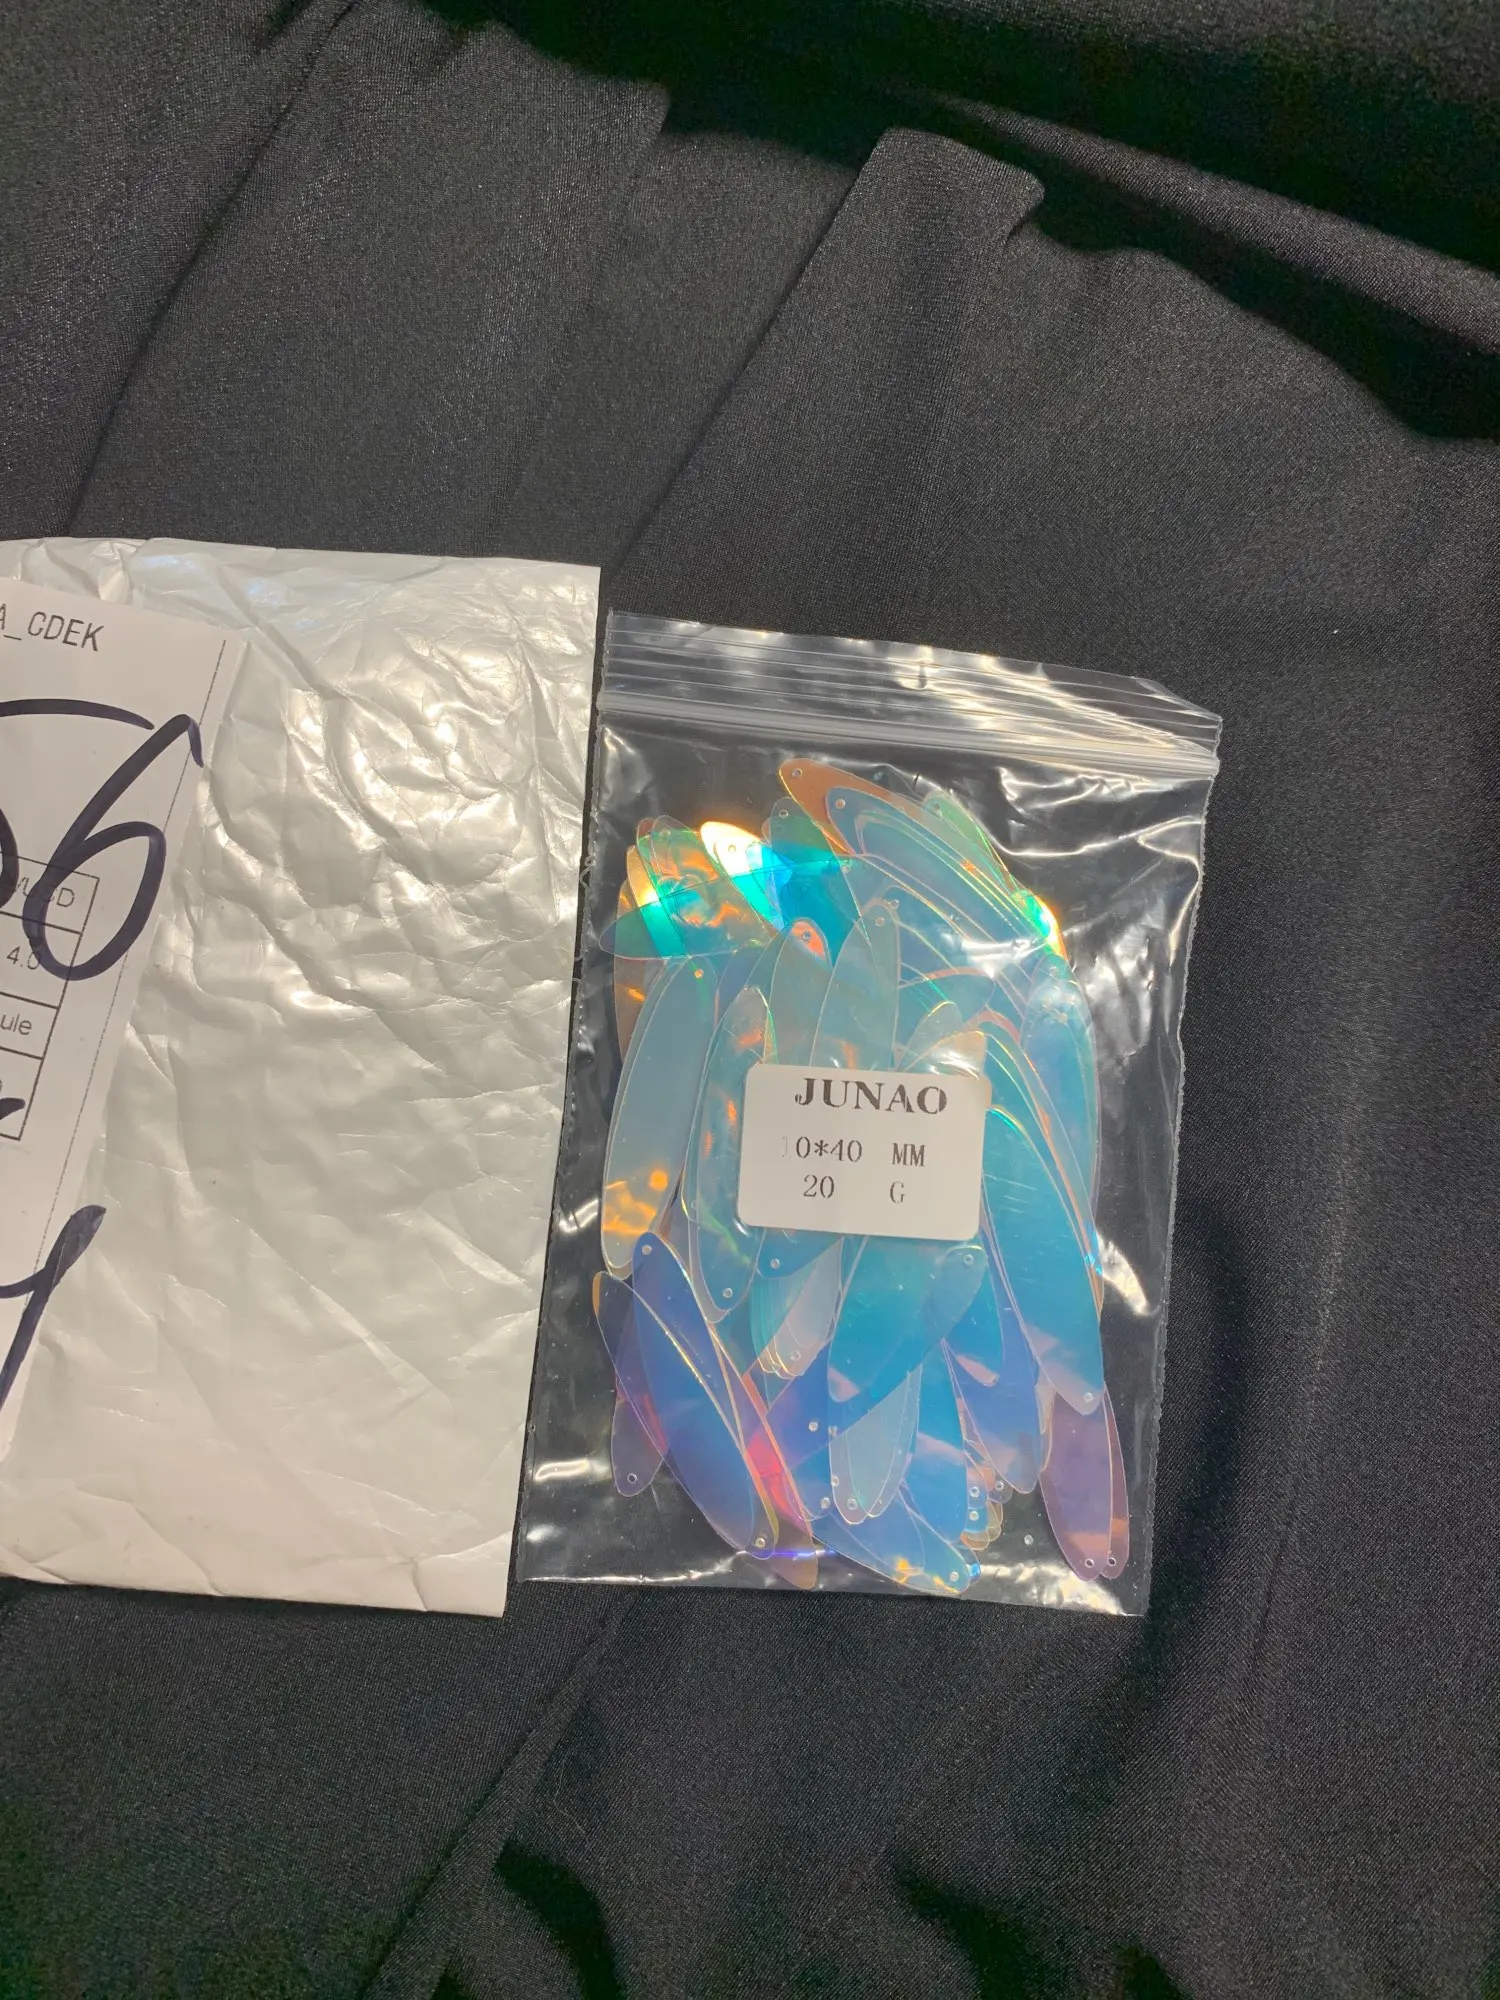 A_CDEK
56
4.0
ule
JUNAO
10*40 MM
20 G